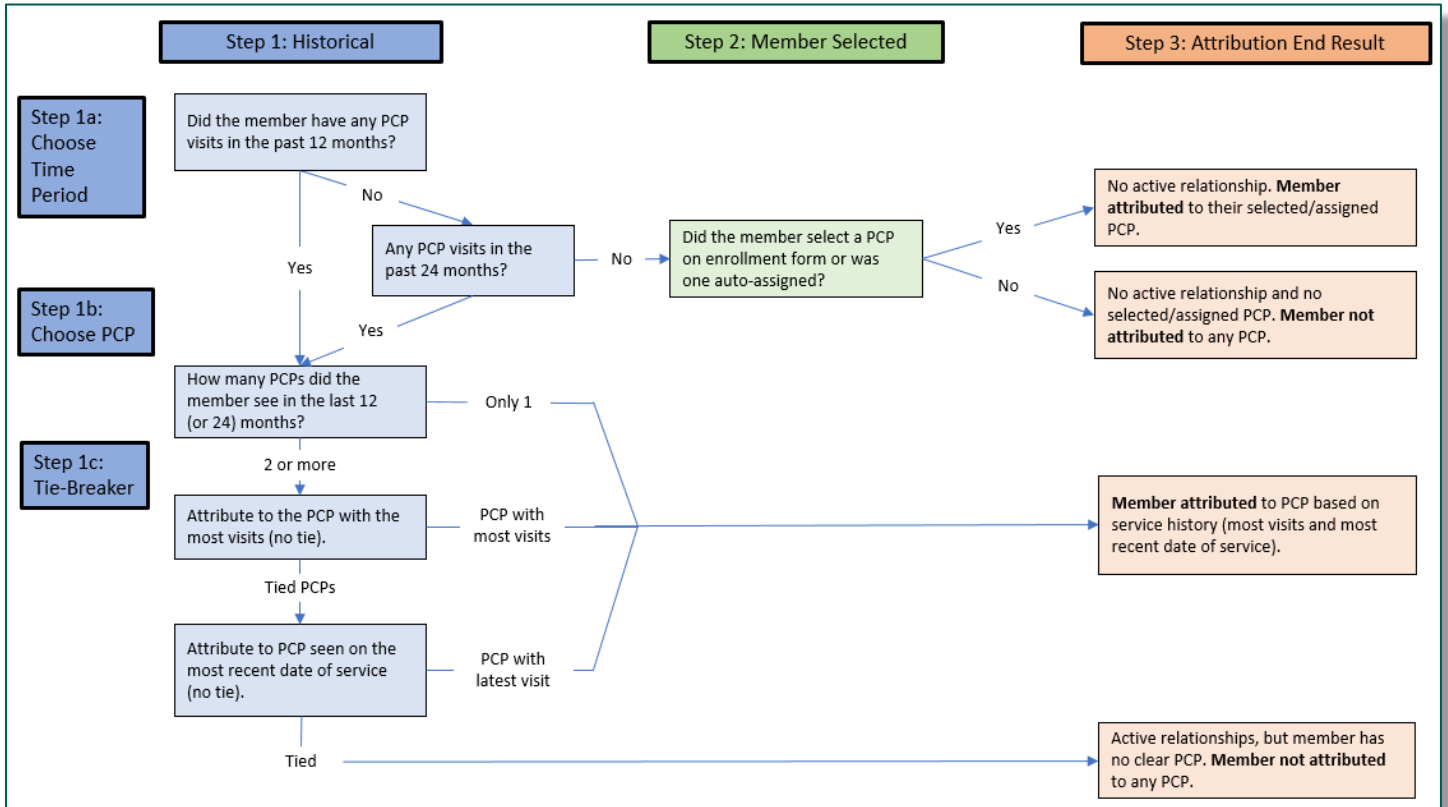 Step 1: Historical
Step 2: Member Selected
Step 3: Attribution End Result
Step 1a:
Choose
Time
Period
Did the member have any PCP
visits in the past 12 months?
No
Yes
Any PCP visits in the
past 24 months?
No
Did the member select a PCP
on enrollment form or was
one auto-assigned?
Yes
No active relationship. Member
attributed to their selected/assigned
PCP.
No
No active relationship and no
selected/assigned PCP. Member not
attributed to any PCP.
Step 1b:
Choose PCP
Yes
How many PCPs did the
member see in the last 12
(or 24) months?
Only 1
2 or more
Step 1c:
Tie-Breaker
Attribute to the PCP with the
most visits (no tie).
PCP with
most visits
Member attributed to PCP based on
service history (most visits and most
recent date of service).
Tied PCPs
Attribute to PCP seen on the
most recent date of service
(no tie).
PCP with
latest visit
Tied
Active relationships, but member has
no clear PCP. Member not attributed
to any PCP.